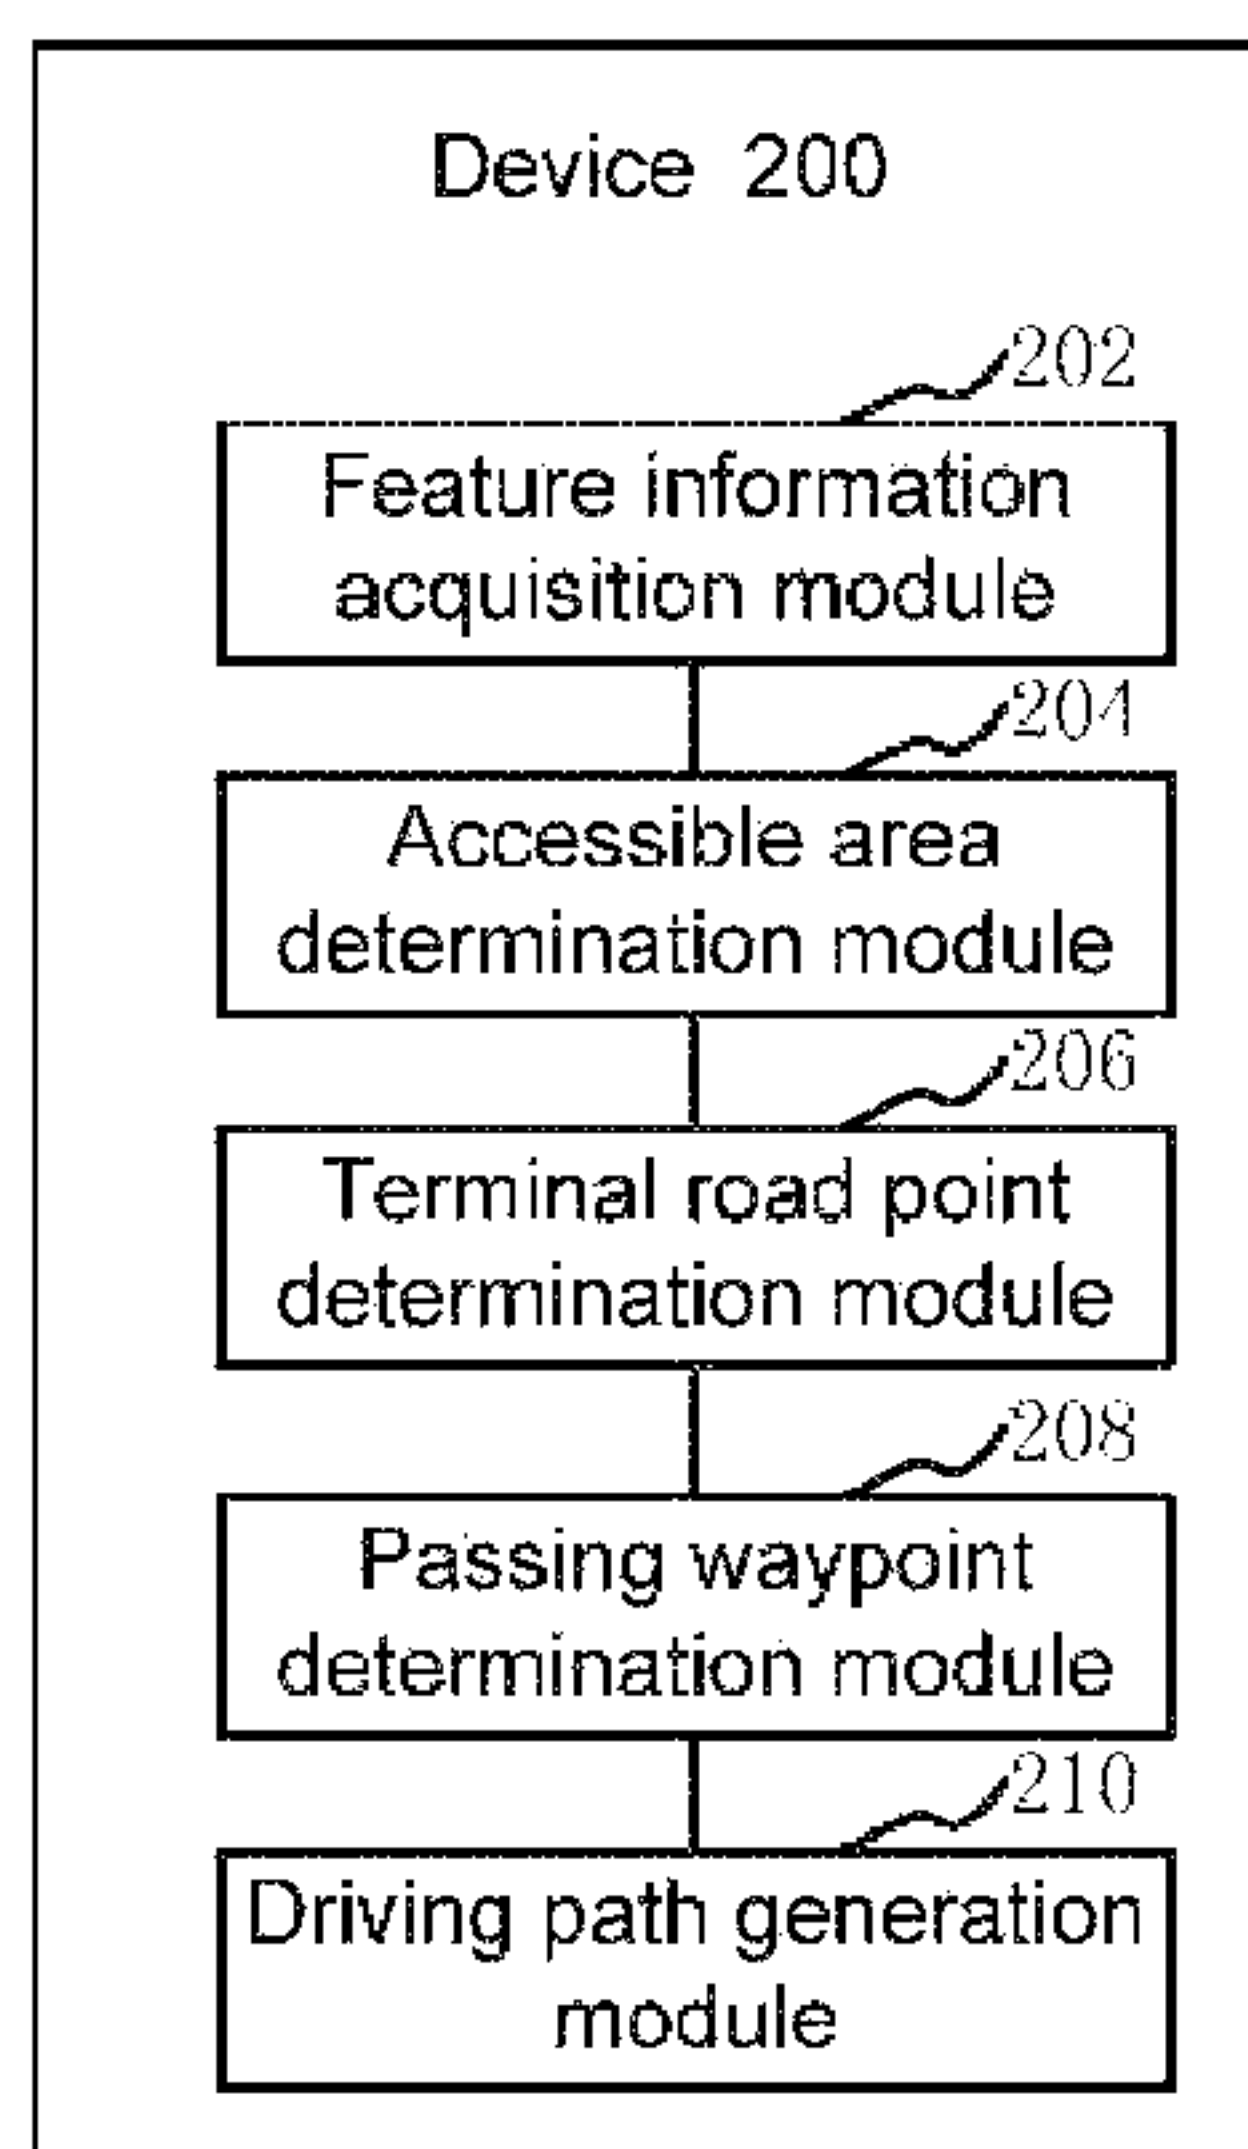 Device 200
202
Feature information
acquisition module
204
Accessible area
determination module
206
Terminal road point
determination module
208
Passing waypoint
determination module
210
Driving path generation
module